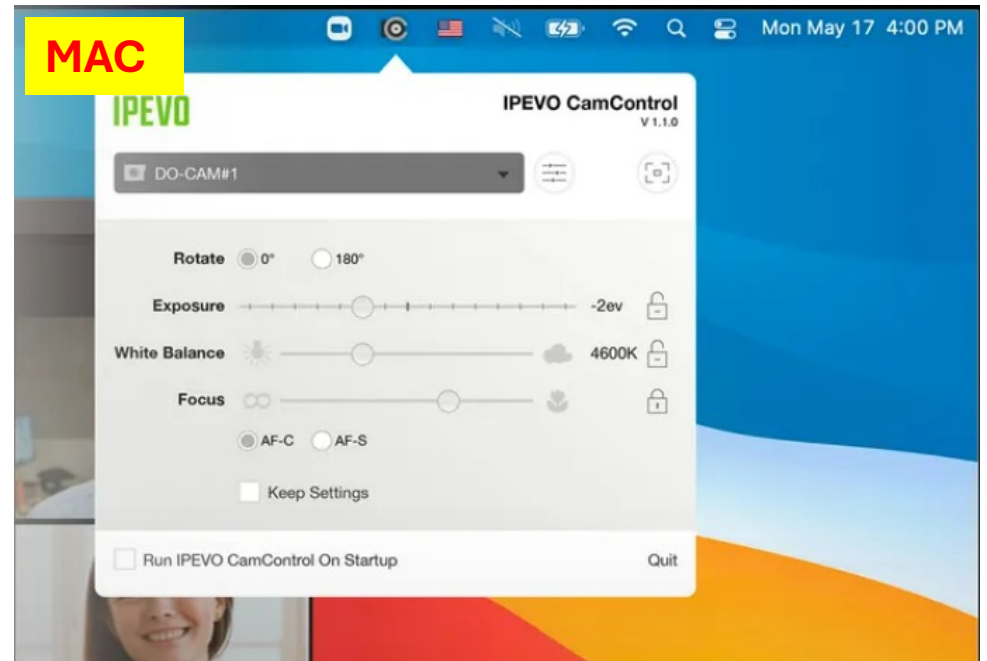 Mon May 17 4:00 PM
MAC
IPEVO
IPEVO CamControl
V 1.1.0
DO-CAM#1
Rotate 0° 180°
Exposure -2ev
White Balance 4600K
Focus
AF-C AF-S
Keep Settings
Run IPEVO CamControl On Startup Quit